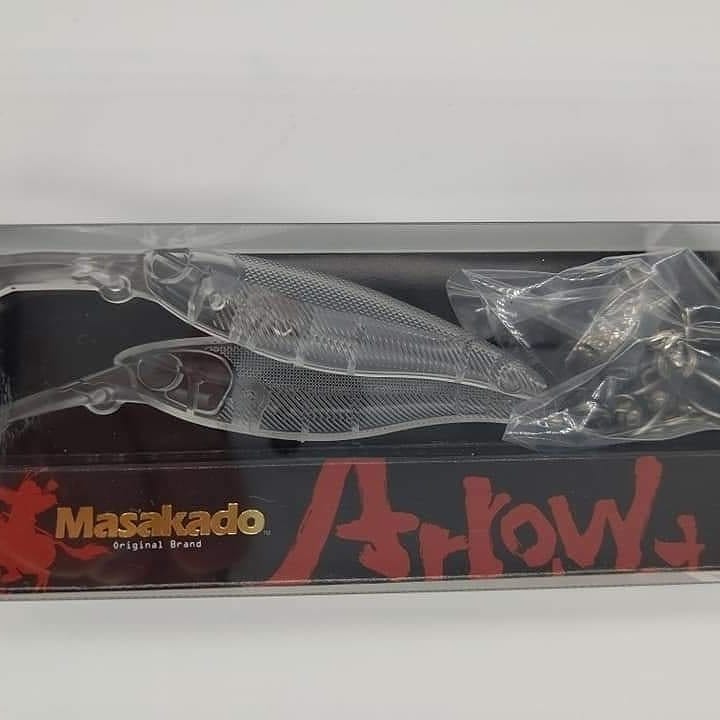 Masakado
Original Brand
Arrow+